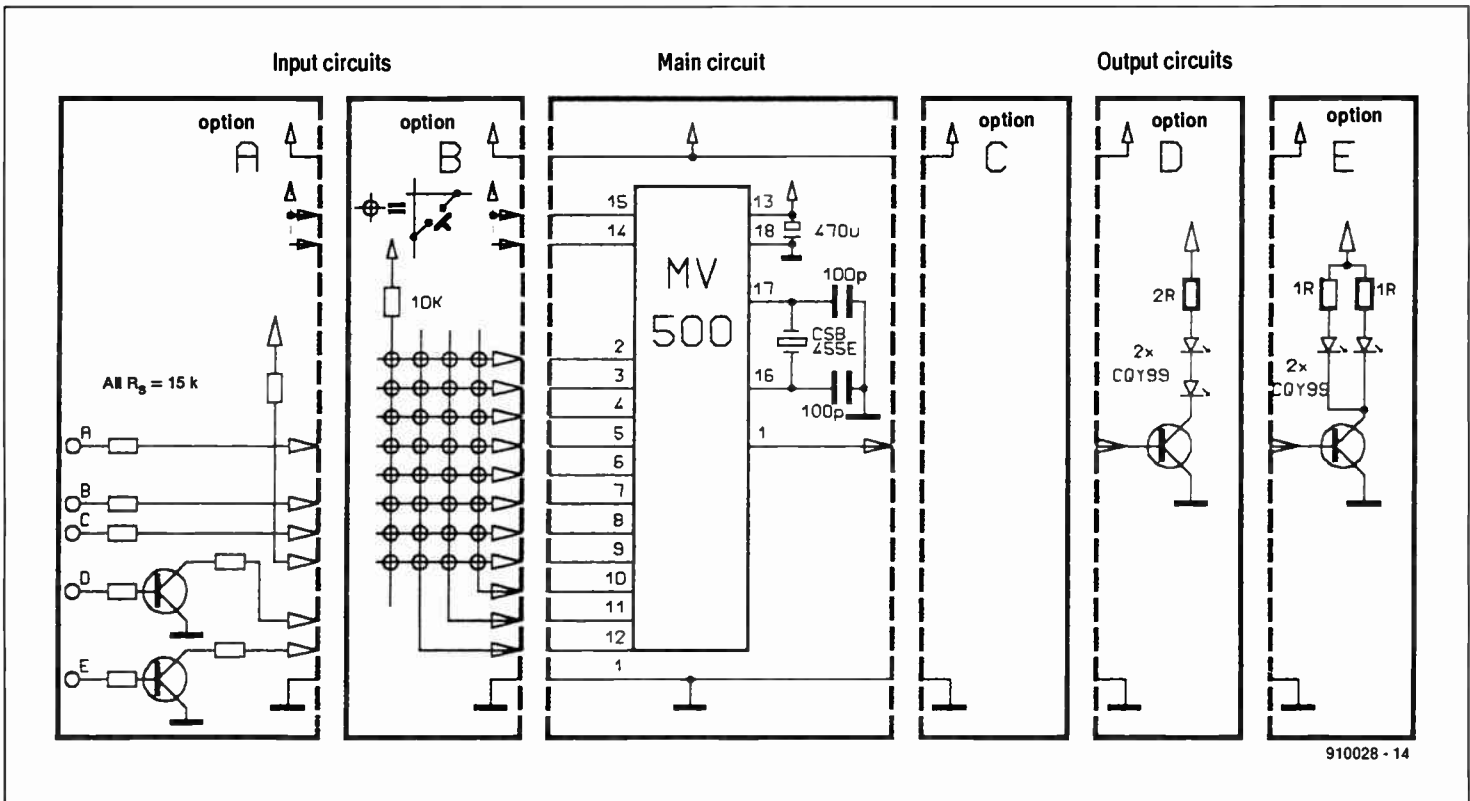 Input circuits
Main circuit
Output circuits
option
A
option
B
option
C
option
D
option
E
All Rs = 15 k
A
B
C
D
E
=
10K
15
14
2
3
4
5
6
7
8
9
10
11
12
1
MV
500
13
18
470u
17
100p
CSB
455E
16
100p
1
2R
2x
CQY99
1R
1R
2x
CQY99
910028 - 14